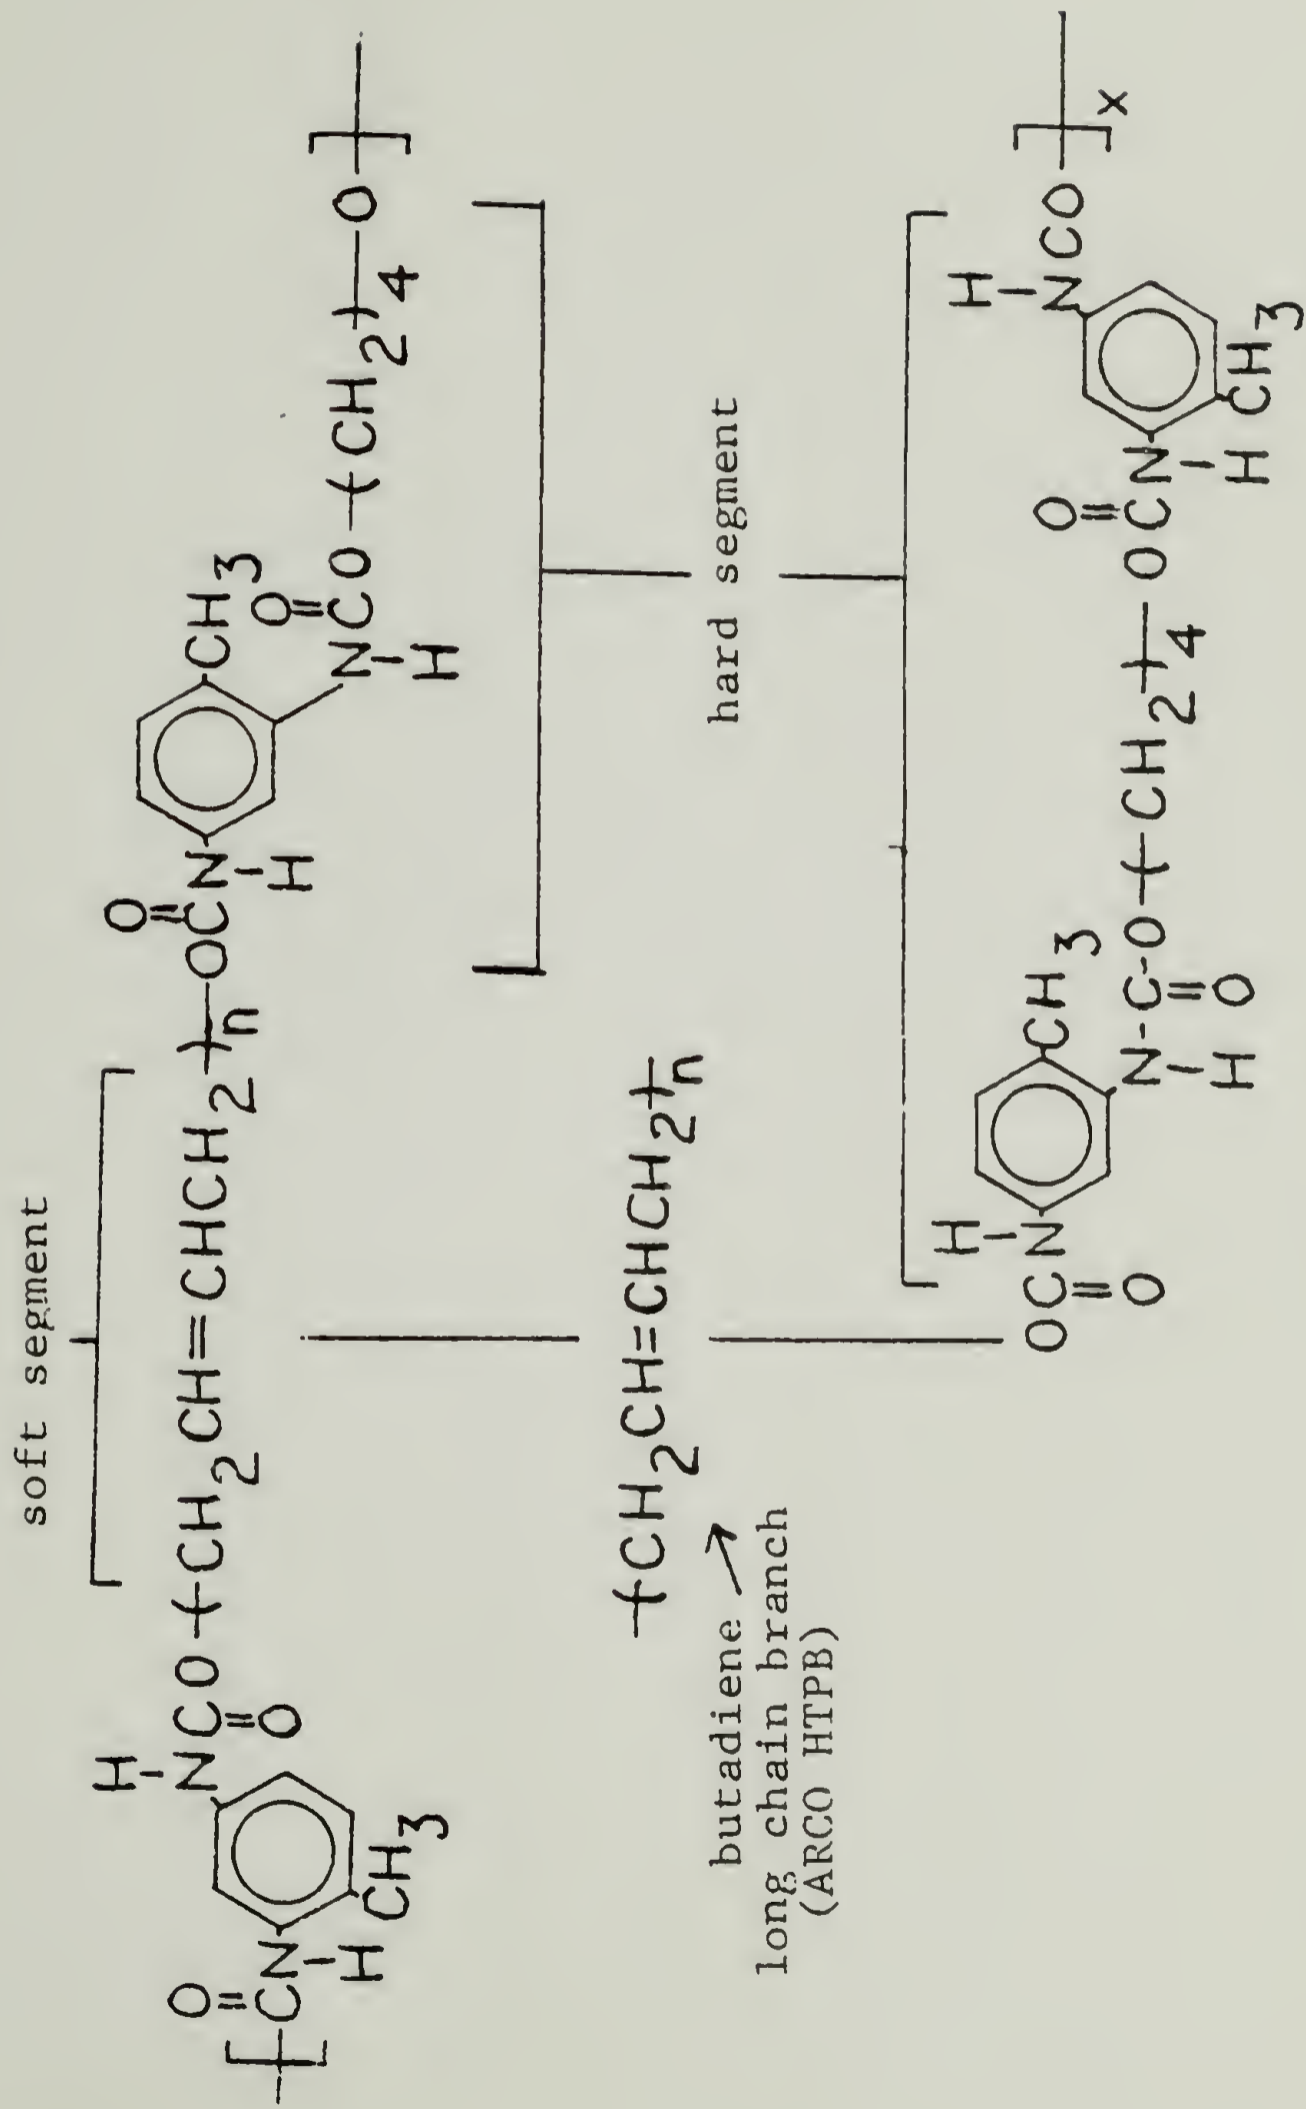 soft segment
H
O
[CN
H
CH3
NCO
O
(CH2CH=CHCH2)n
OCN
O
H
CH3
NCO
O
H
(CH2)4
O]
hard segment
(CH2CH=CHCH2)n
butadiene
long chain branch
(ARCO HTPB)
OCN
O
H
CH3
N-C-O
H O
(CH2)4
OCN
O
H
CH3
H
NCO
]x